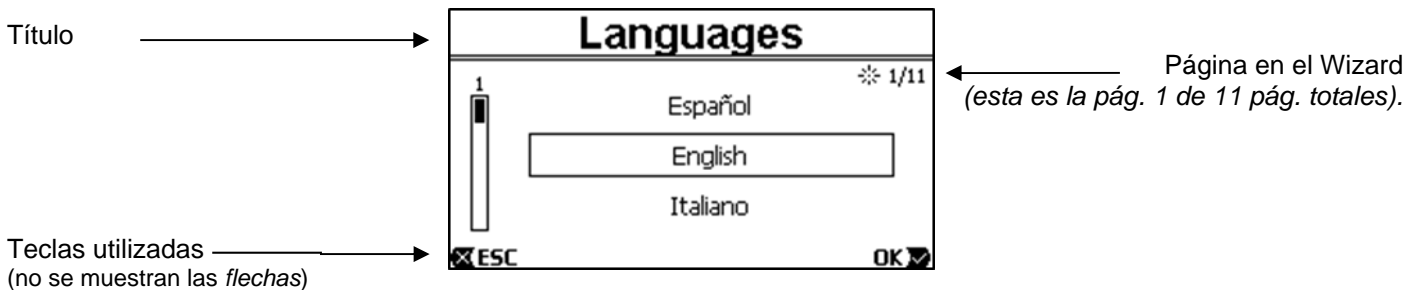 Título
Languages
1
1/11
Página en el Wizard
(esta es la pág. 1 de 11 pág. totales).
Español
English
Italiano
Teclas utilizadas
(no se muestran las flechas)
ESC
OK